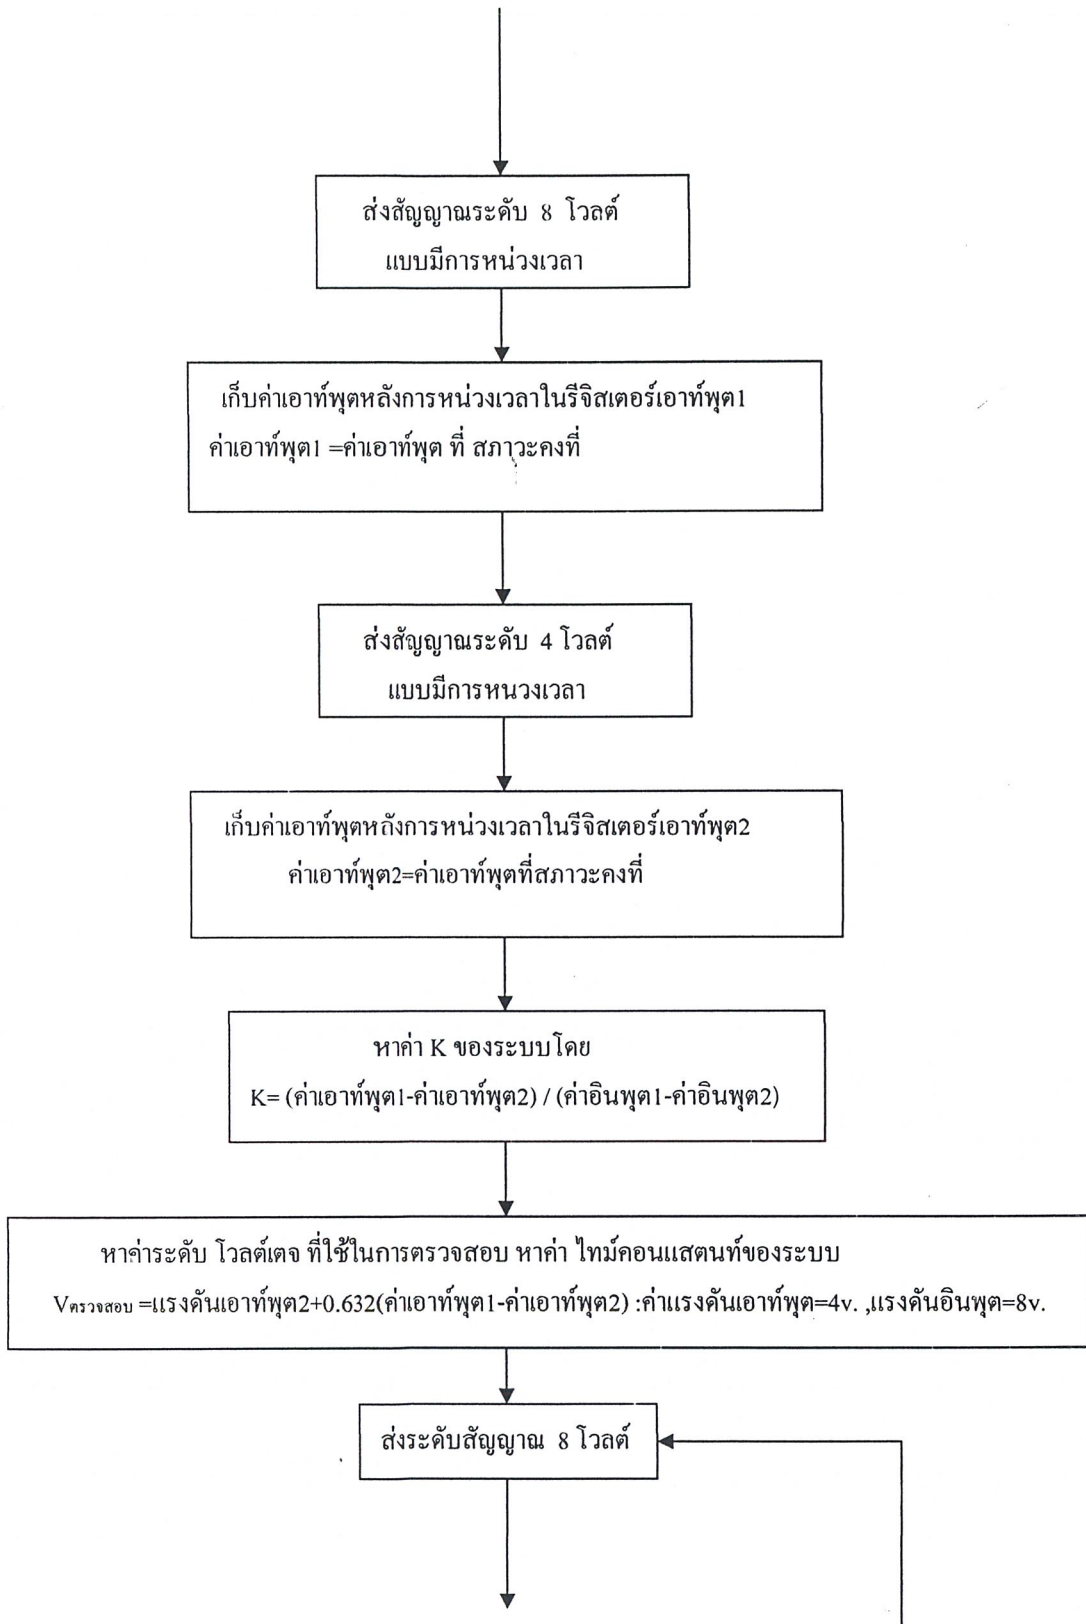 ส่งสัญญาณระดับ 8 โวลต์
แบบมีการหน่วงเวลา
เก็บค่าเอาท์พุตหลังการหน่วงเวลาในรีจิสเตอร์เอาท์พุต1
ค่าเอาท์พุต1 =ค่าเอาท์พุต ที่ สภาวะคงที่
ส่งสัญญาณระดับ 4 โวลต์
แบบมีการหนวงเวลา
เก็บค่าเอาท์พุตหลังการหน่วงเวลาในรีจิสเตอร์เอาท์พุต2
ค่าเอาท์พุต2=ค่าเอาท์พุตที่สภาวะคงที่
หาค่า K ของระบบโดย
K= (ค่าเอาท์พุต1-ค่าเอาท์พุต2) / (ค่าอินพุต1-ค่าอินพุต2)
หาค่าระดับ โวลต์เตจ ที่ใช้ในการตรวจสอบ หาค่า ไทม์คอนแสตนท์ของระบบ
Vตรวจสอบ =แรงดันเอาท์พุต2+0.632(ค่าเอาท์พุต1-ค่าเอาท์พุต2) :ค่าแรงดันเอาท์พุต=4v. ,แรงดันอินพุต=8v.
ส่งระดับสัญญาณ 8 โวลต์